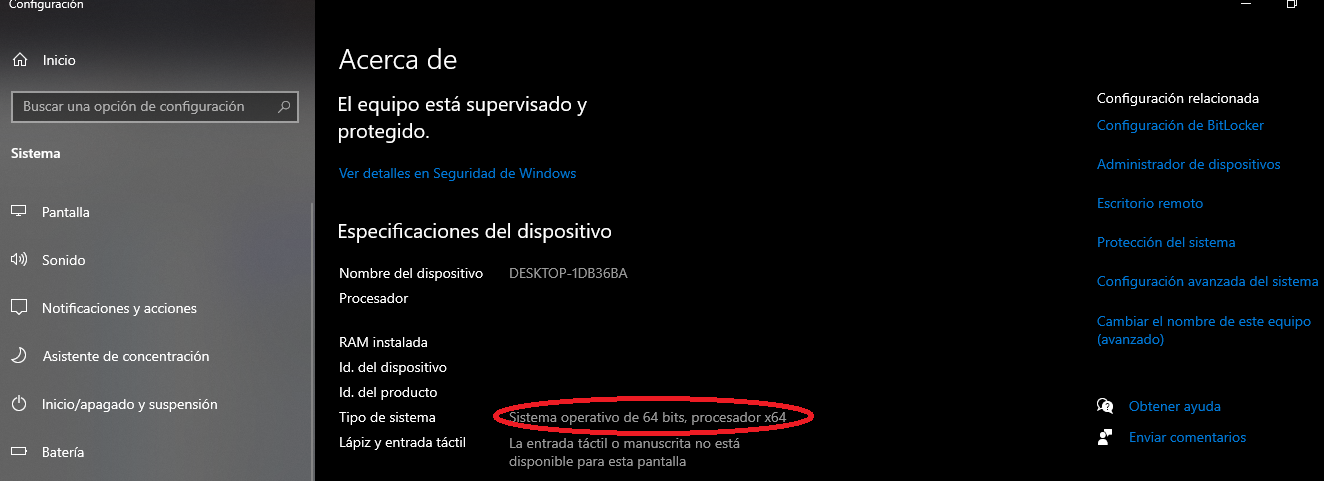 Configuración
Inicio
Buscar una opción de configuración
Sistema
Pantalla
Sonido
Notificaciones y acciones
Asistente de concentración
Inicio/apagado y suspensión
Batería
Acerca de
El equipo está supervisado y
protegido.
Ver detalles en Seguridad de Windows
Especificaciones del dispositivo
Nombre del dispositivo DESKTOP-1DB36BA
Procesador
RAM instalada
Id. del dispositivo
Id. del producto
Tipo de sistema Sistema operativo de 64 bits, procesador x64
Lápiz y entrada táctil La entrada táctil o manuscrita no está
disponible para esta pantalla
Configuración relacionada
Configuración de BitLocker
Administrador de dispositivos
Escritorio remoto
Protección del sistema
Configuración avanzada del sistema
Cambiar el nombre de este equipo
(avanzado)
Obtener ayuda
Enviar comentarios